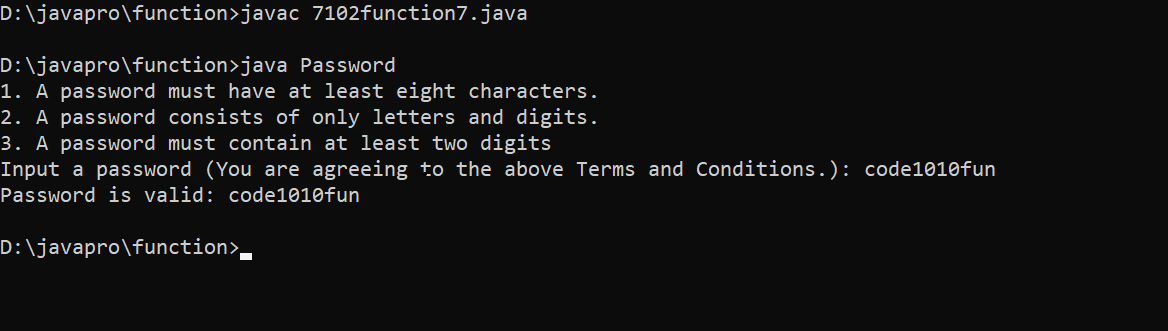 D:\javapro\function>javac 7102function7.java
D:\javapro\function>java Password
1. A password must have at least eight characters.
2. A password consists of only letters and digits.
3. A password must contain at least two digits
Input a password (You are agreeing to the above Terms and Conditions.): code1010fun
Password is valid: code1010fun
D:\javapro\function>